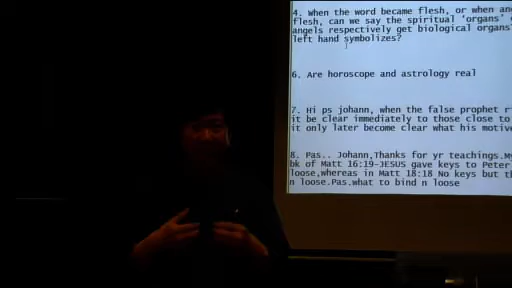 4. When the word became flesh, or when an
flesh, can we say the spiritual 'organs'
angels respectively get biological organs
left hand symbolizes?
6. Are horoscope and astrology real
7. Hi ps johann, when the false prophet r
it be clear immediately to those close to
it only later become clear what his motive
8. Pas.. Johann,Thanks for yr teachings.My
bk of Matt 16:19-JESUS gave keys to Peter
loose,whereas in Matt 18:18 No keys but th
n loose.Pas.what to bind n loose